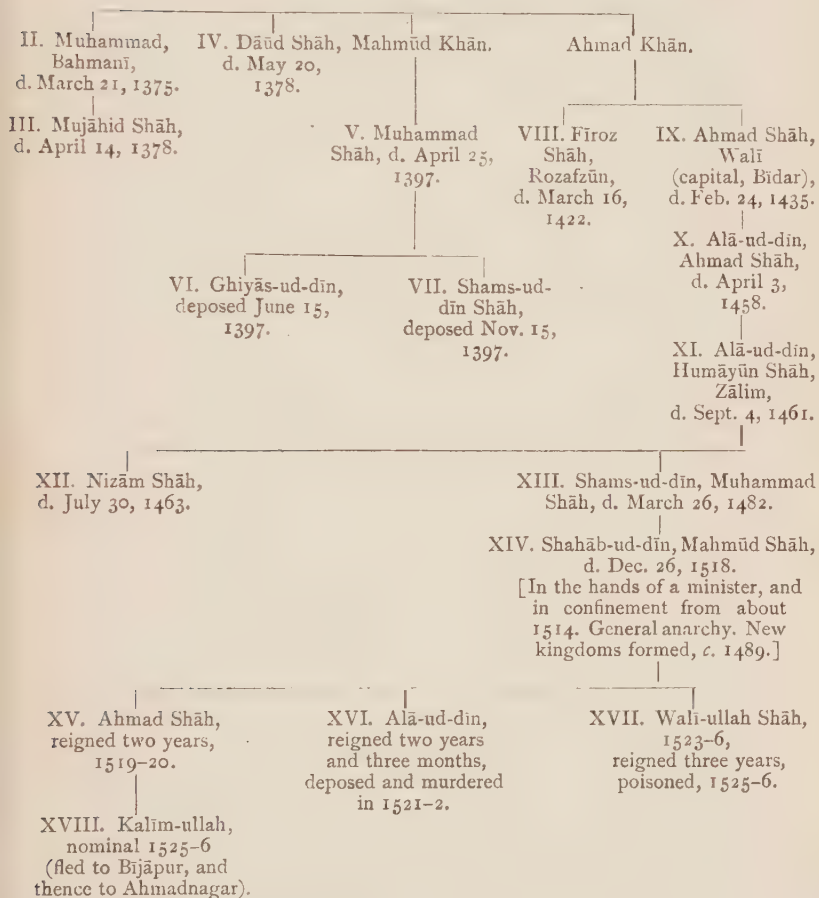 II. Muhammad,
Bahmanī,
d. March 21, 1375.
IV. Dāūd Shāh,
d. May 20,
1378.
Mahmūd Khān.
Ahmad Khān.
III. Mujāhid Shāh,
d. April 14, 1378.
V. Muhammad
Shāh, d. April 25,
1397.
VIII. Fīroz
Shāh,
Rozafzūn,
d. March 16,
1422.
IX. Ahmad Shāh,
Walī
(capital, Bīdar),
d. Feb. 24, 1435.
X. Alā-ud-dīn,
Ahmad Shāh,
d. April 3,
1458.
VI. Ghiyās-ud-dīn,
deposed June 15,
1397.
VII. Shams-ud-
dīn Shāh,
deposed Nov. 15,
1397.
XI. Alā-ud-dīn,
Humāyūn Shāh,
Zālim,
d. Sept. 4, 1461.
XII. Nizām Shāh,
d. July 30, 1463.
XIII. Shams-ud-dīn, Muhammad
Shāh, d. March 26, 1482.
XIV. Shahāb-ud-dīn, Mahmūd Shāh,
d. Dec. 26, 1518.
[In the hands of a minister, and
in confinement from about
1514. General anarchy. New
kingdoms formed, c. 1489.]
XV. Ahmad Shāh,
reigned two years,
1519-20.
XVI. Alā-ud-dīn,
reigned two years
and three months,
deposed and murdered
in 1521-2.
XVII. Walī-ullah Shāh,
1523-6,
reigned three years,
poisoned, 1525-6.
XVIII. Kalīm-ullah,
nominal 1525-6
(fled to Bījāpur, and
thence to Ahmadnagar).